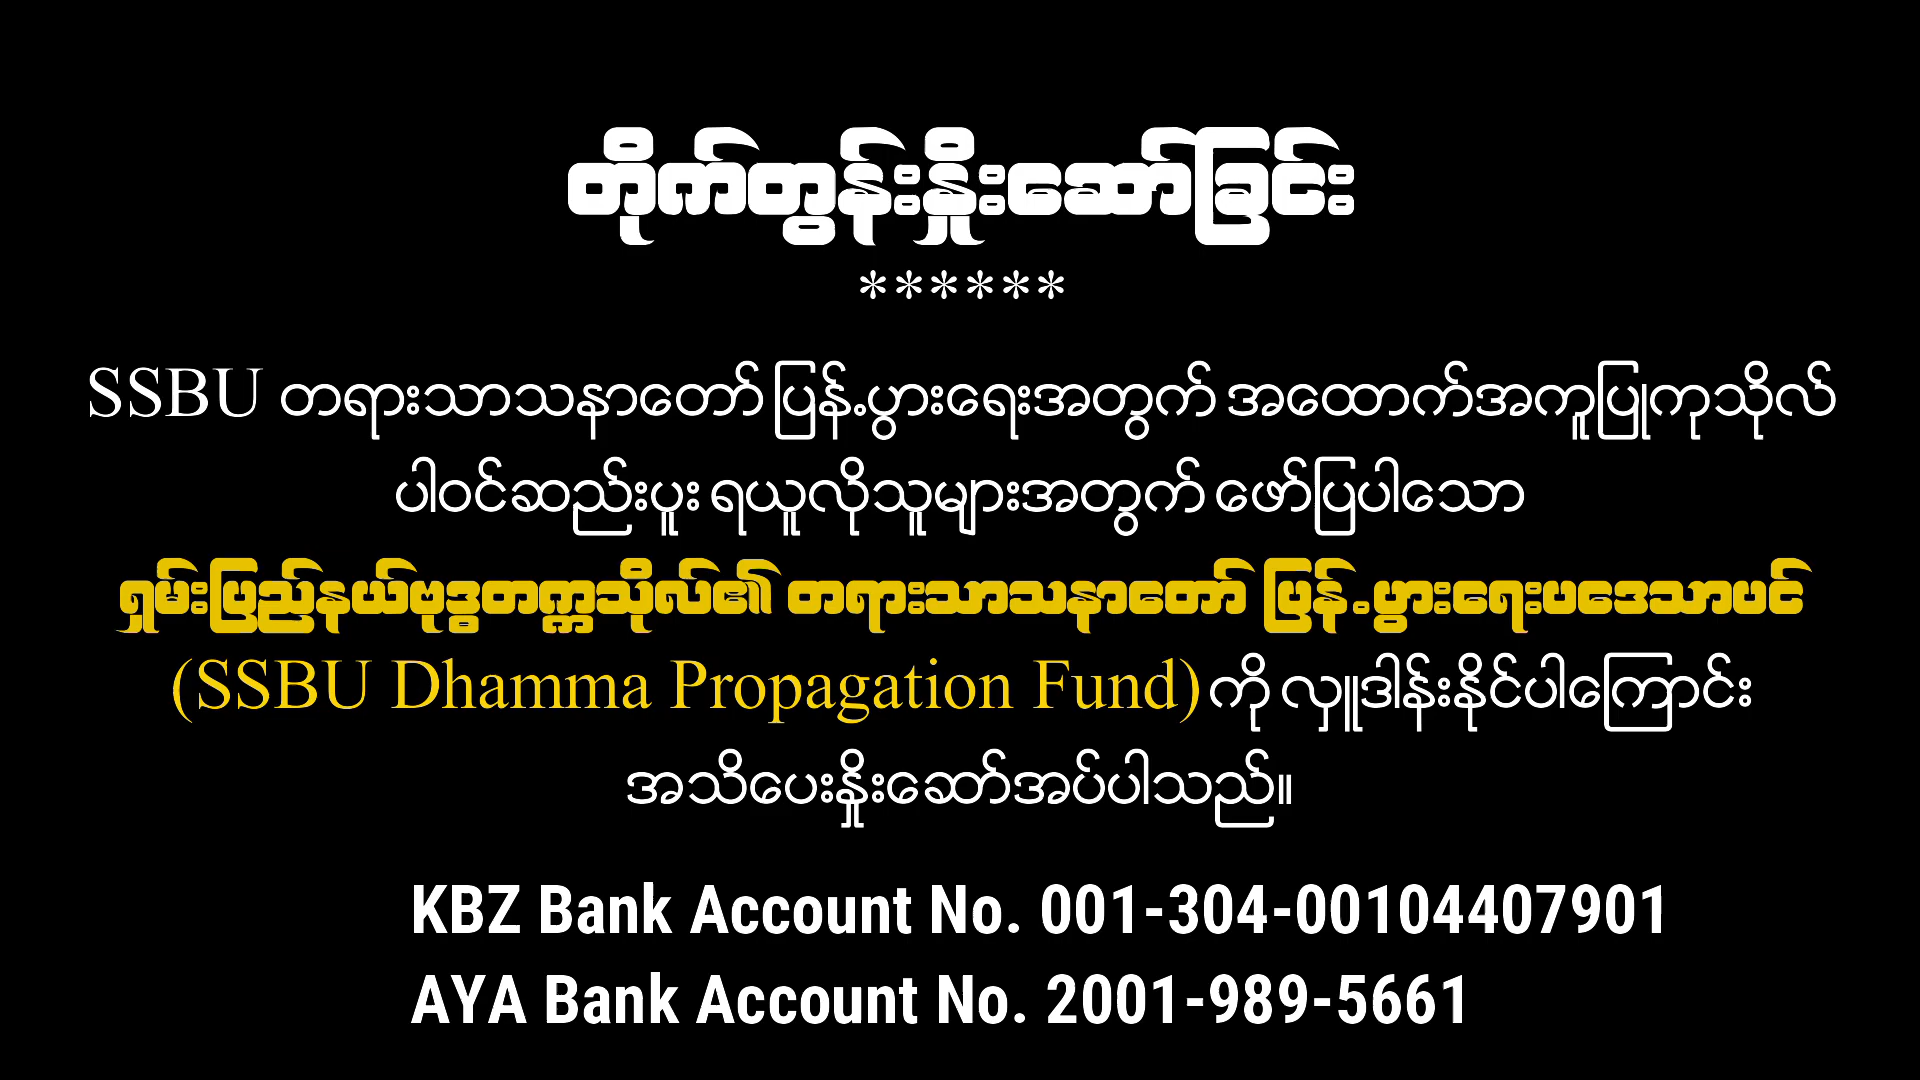 တိုက်တွန်းနှိုးဆော်ခြင်း
******
SSBU တရားသာသနာတော် ပြန့်ပွားရေးအတွက် အထောက်အကူပြုကုသိုလ်
ပါဝင်ဆည်းပူး ရယူလိုသူများအတွက် ဖော်ပြပါသော
ရှမ်းပြည်နယ်ဗုဒ္ဓတက္ကသိုလ်၏ တရားသာသနာတော် ပြန့်ပွားရေးပဒေသာပင်
(SSBU Dhamma Propagation Fund) ကို လှူဒါန်းနိုင်ပါကြောင်း
အသိပေးနှိုးဆော်အပ်ပါသည်။
KBZ Bank Account No. 001-304-00104407901
AYA Bank Account No. 2001-989-5661